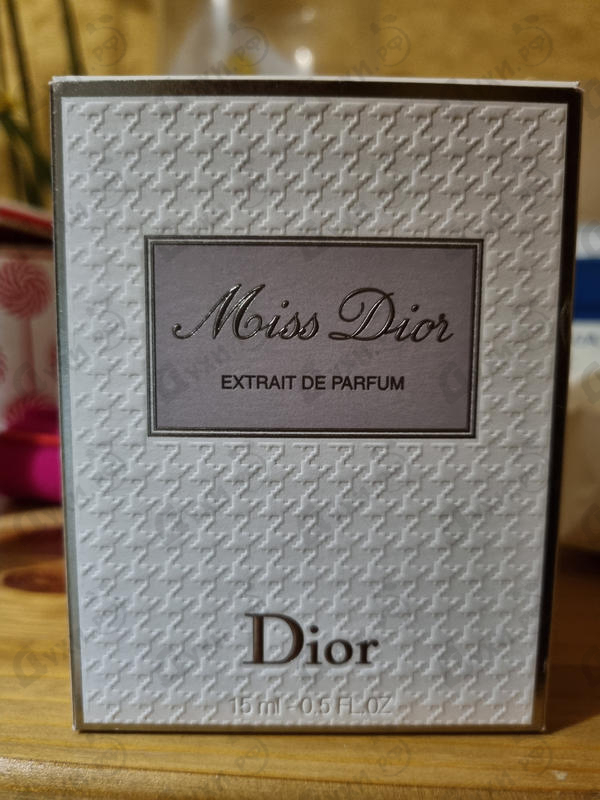 Miss Dior
EXTRAIT DE PARFUM
Dior
15 ml - 0.5 FL.OZ